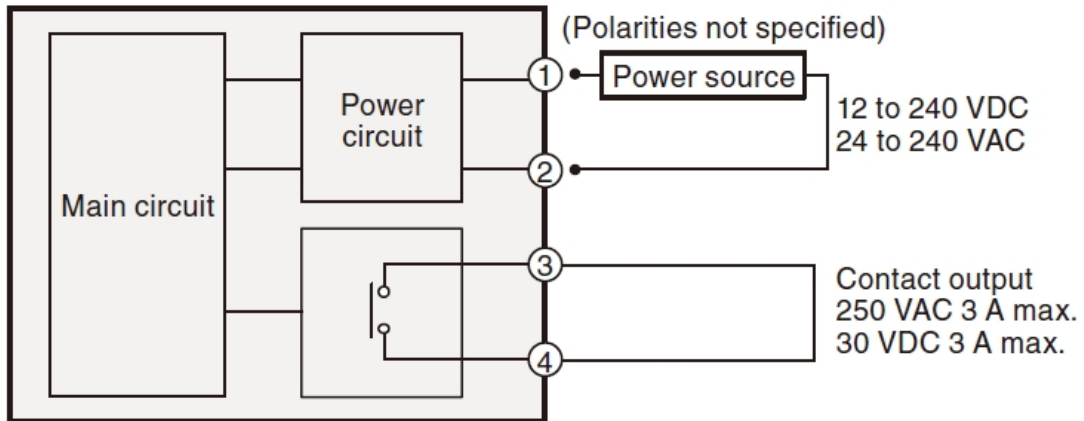 (Polarities not specified)
1
Power source
Power
circuit
12 to 240 VDC
24 to 240 VAC
2
Main circuit
3
Contact output
250 VAC 3 A max.
30 VDC 3 A max.
4